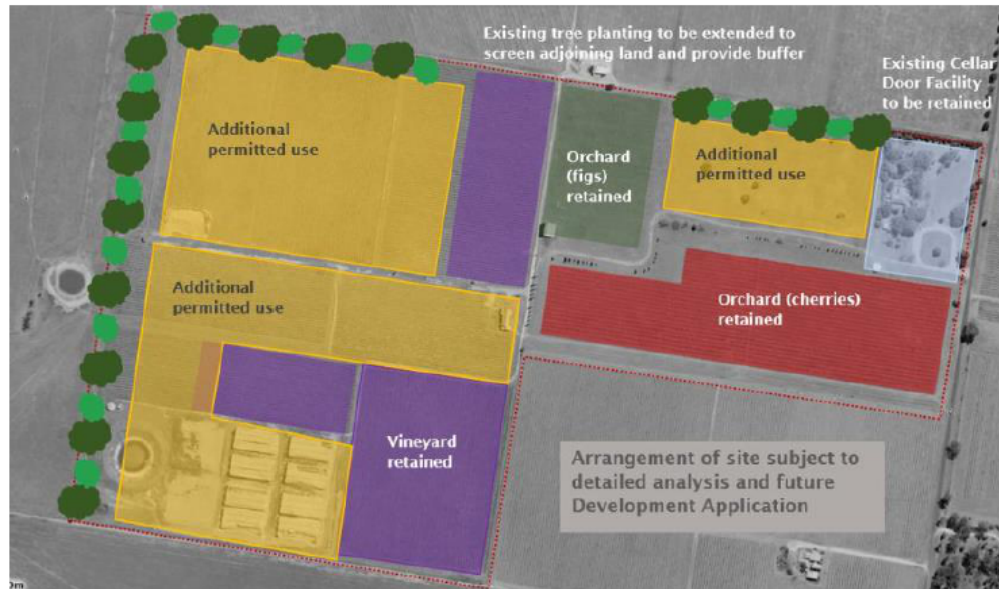 Existing tree planting to be extended to
screen adjoining land and provide buffer
Existing Cellar
Door Facility
to be retained
Additional
permitted use
Orchard
(figs)
retained
Additional
permitted use
Additional
permitted use
Orchard (cherries)
retained
Vineyard
retained
Arrangement of site subject to
detailed analysis and future
Development Application